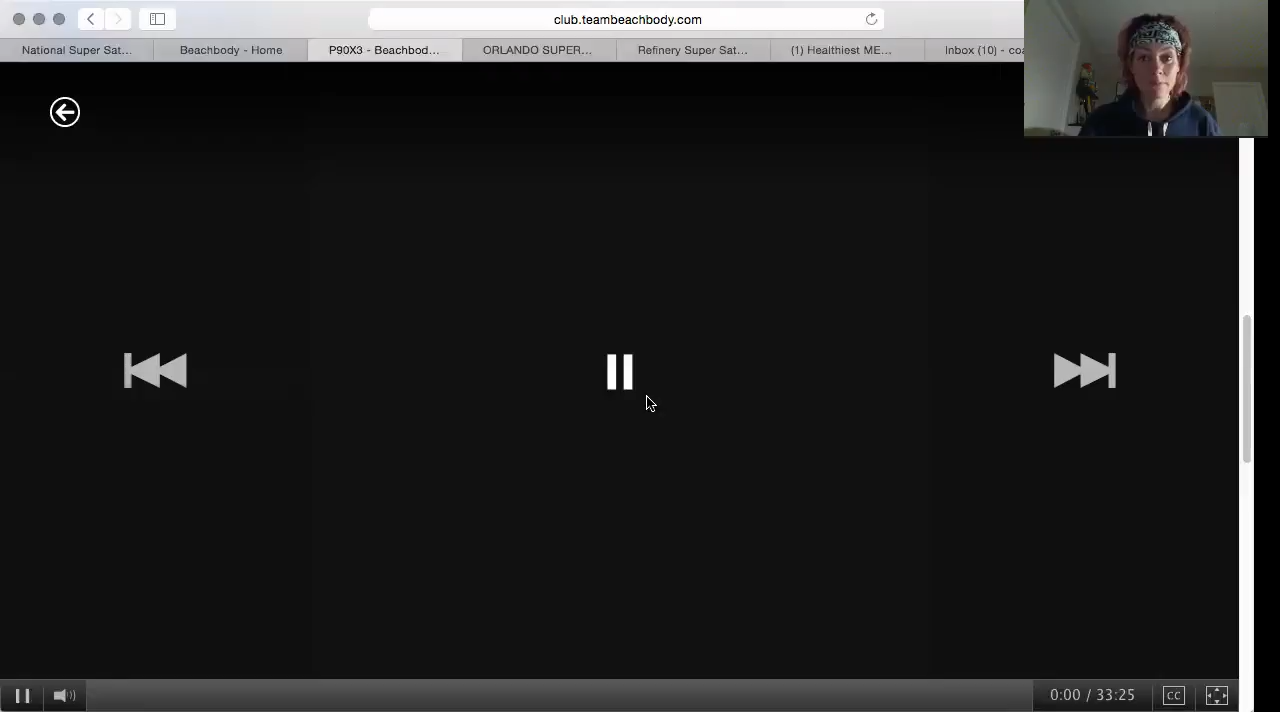 club.teambeachbody.com
National Super Sat...
Beachbody - Home
P90X3 - Beachbod...
ORLANDO SUPER...
Refinery Super Sat...
(1) Healthiest ME...
Inbox (10) - coa
0:00 / 33:25
CC